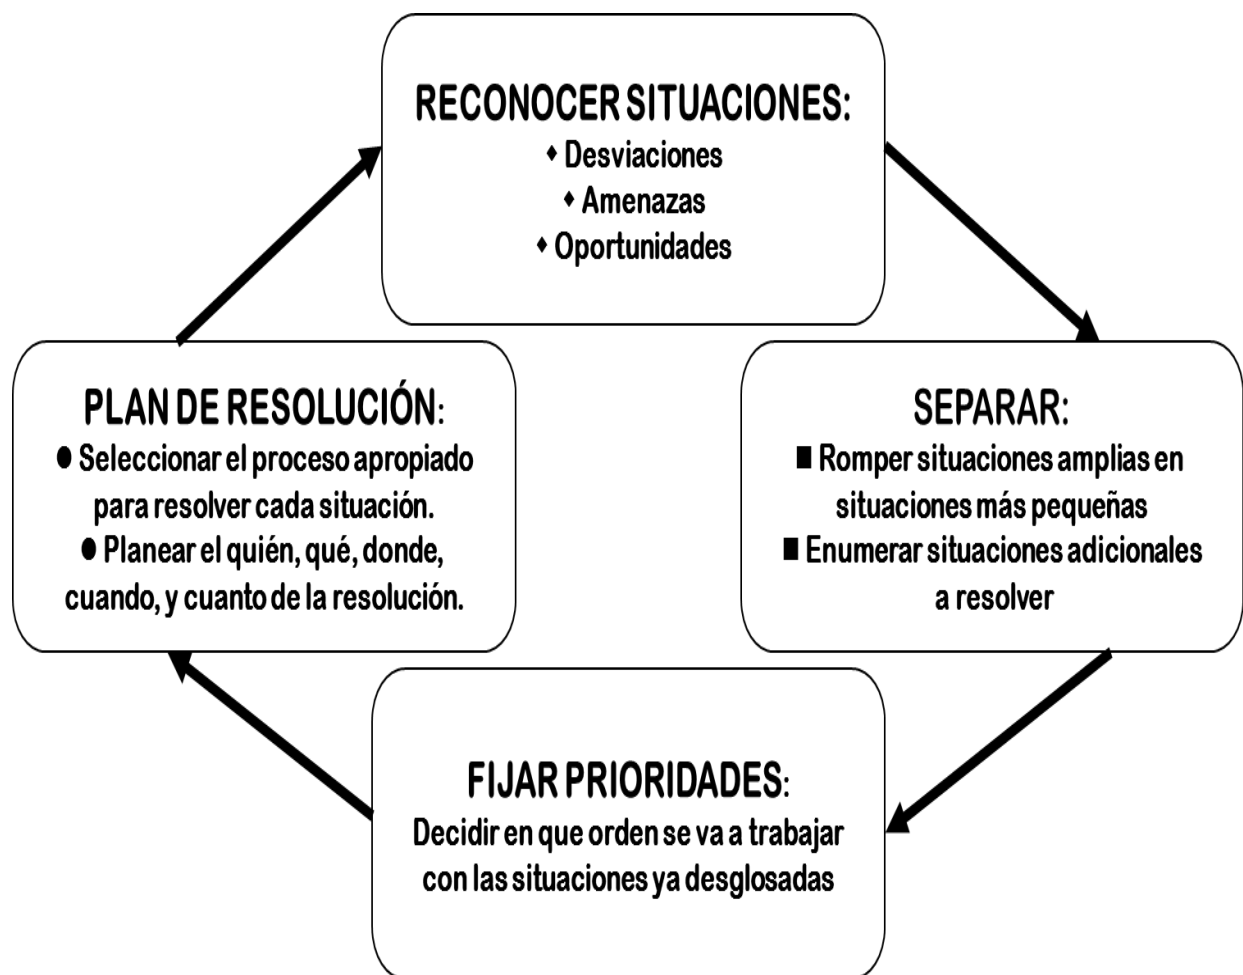 RECONOCER SITUACIONES:
♦ Desviaciones
♦ Amenazas
♦ Oportunidades
PLAN DE RESOLUCIÓN:
● Seleccionar el proceso apropiado
para resolver cada situación.
● Planear el quién, qué, donde,
cuando, y cuanto de la resolución.
SEPARAR:
■ Romper situaciones amplias en
situaciones más pequeñas
■ Enumerar situaciones adicionales
a resolver
FIJAR PRIORIDADES:
Decidir en que orden se va a trabajar
con las situaciones ya desglosadas